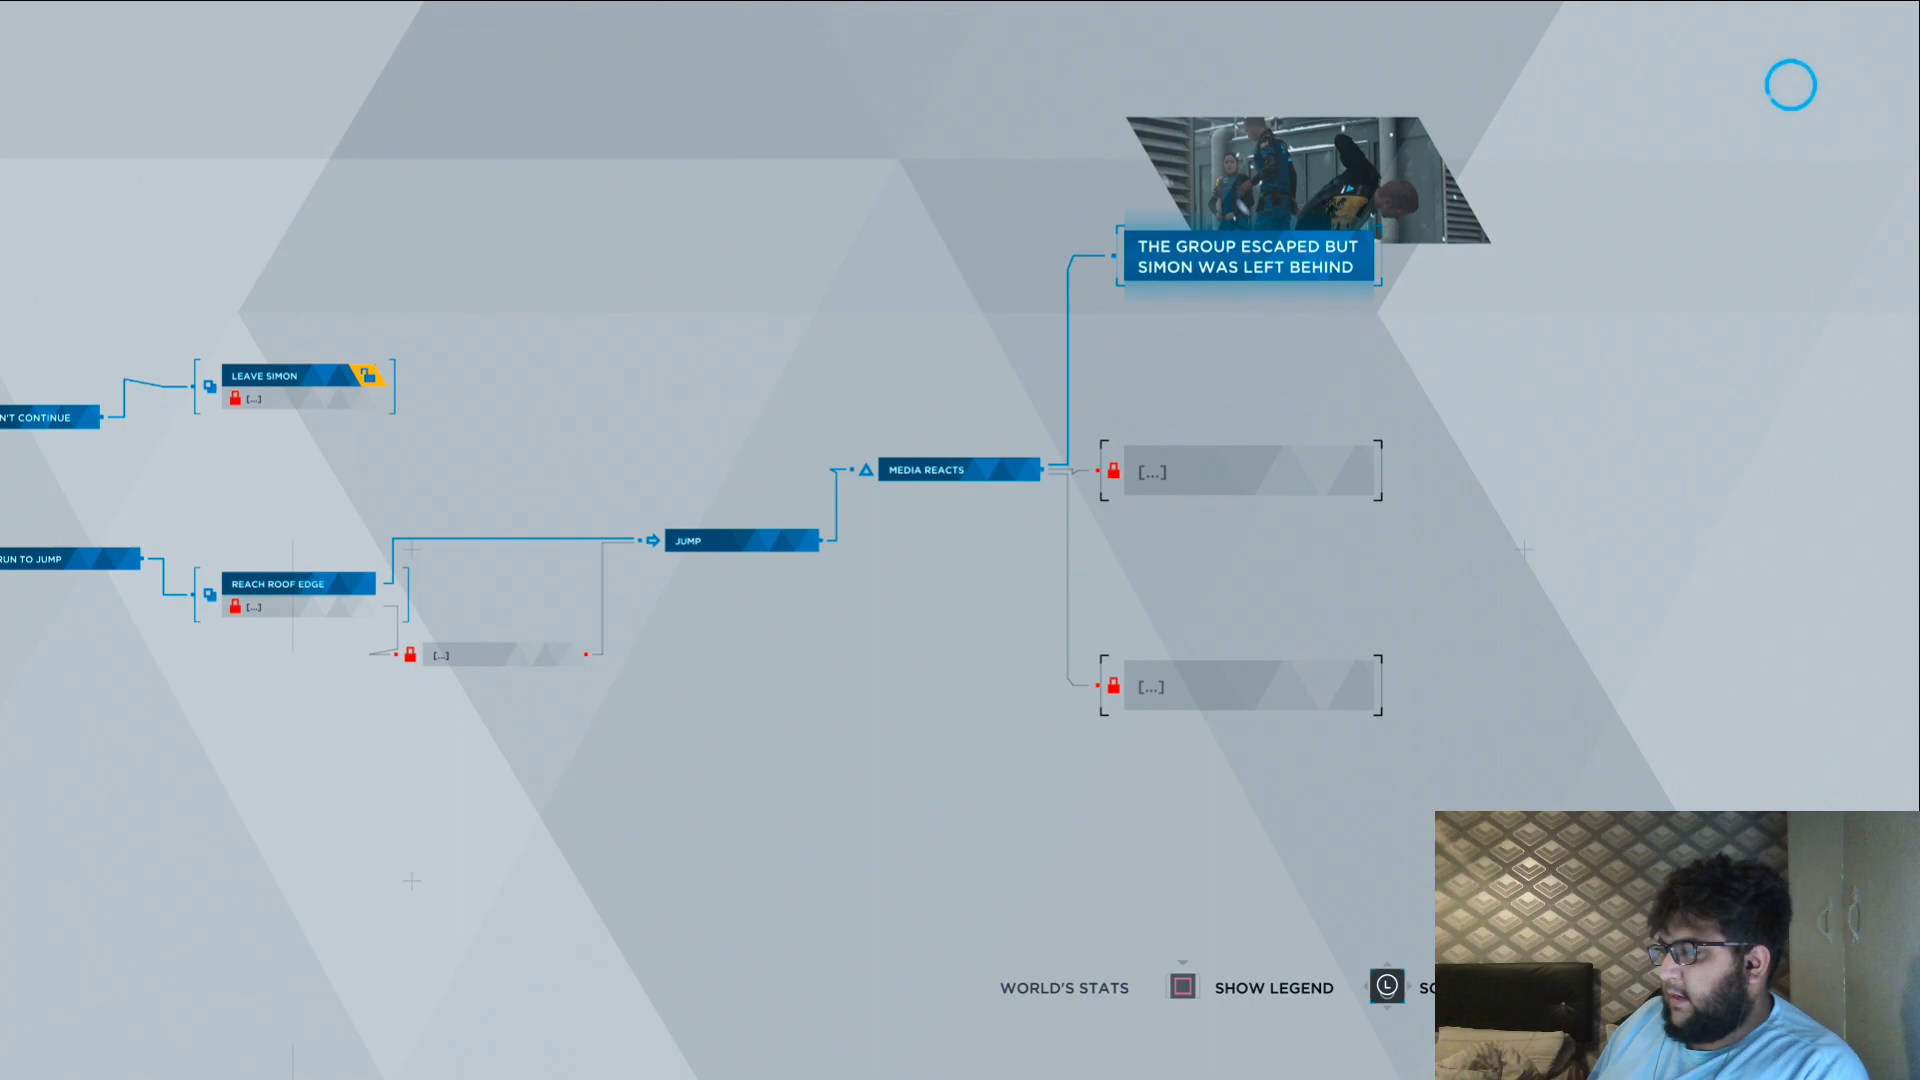 THE GROUP ESCAPED BUT
SIMON WAS LEFT BEHIND
LEAVE SIMON
[...]
N'T CONTINUE
MEDIA REACTS
[...]
JUMP
RUN TO JUMP
REACH ROOF EDGE
[...]
[...]
[...]
WORLD'S STATS
SHOW LEGEND
L